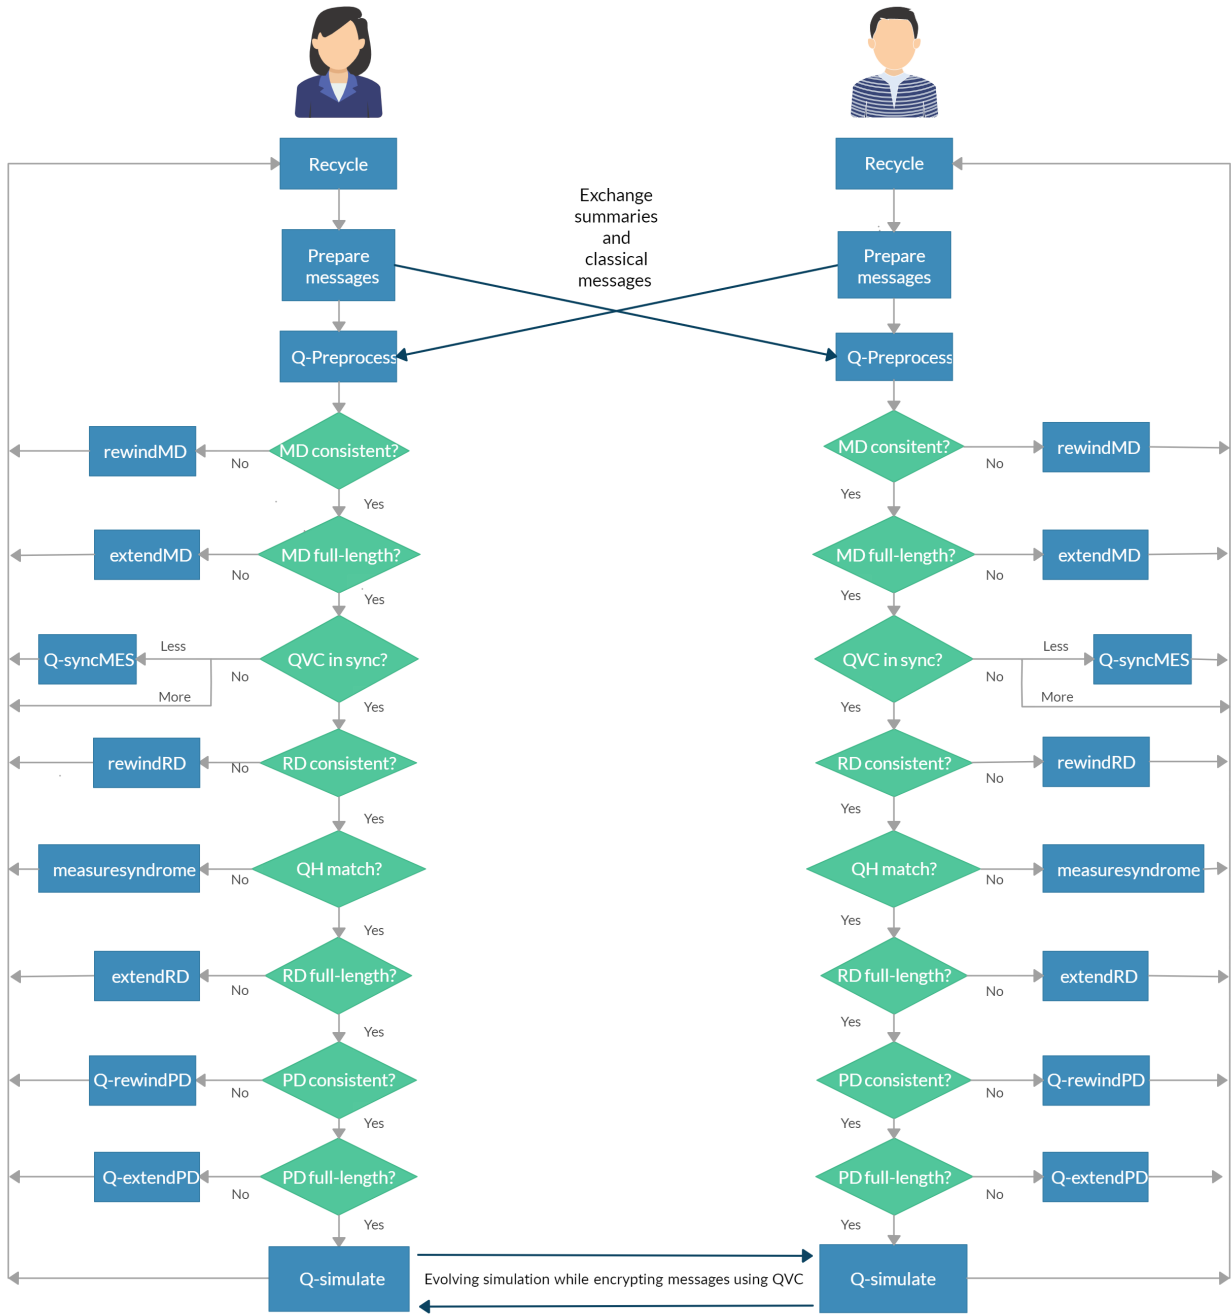 Recycle
Recycle
Exchange
summaries
and
classical
messages
Prepare
messages
Prepare
messages
Q-Preprocess
Q-Preprocess
MD consistent?
rewindMD
No
Yes
MD consitent?
rewindMD
No
Yes
MD full-length?
extendMD
No
Yes
MD full-length?
extendMD
No
Yes
QVC in sync?
Less
Q-syncMES
No
More
Yes
QVC in sync?
Less
Q-syncMES
No
More
Yes
RD consistent?
rewindRD
No
Yes
RD consistent?
rewindRD
No
Yes
QH match?
measuresyndrome
No
Yes
QH match?
measuresyndrome
No
Yes
RD full-length?
extendRD
No
Yes
RD full-length?
extendRD
No
Yes
PD consistent?
Q-rewindPD
No
Yes
PD consistent?
Q-rewindPD
No
Yes
PD full-length?
Q-extendPD
No
Yes
PD full-length?
Q-extendPD
No
Yes
Q-simulate
Evolving simulation while encrypting messages using QVC
Q-simulate